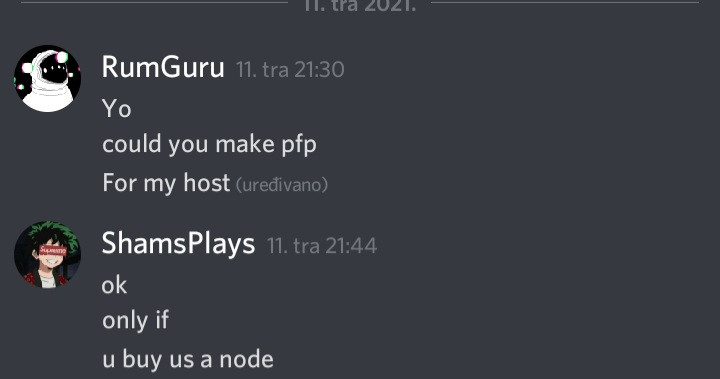 11. tra 2021.
RumGuru 11. tra 21:30
Yo
could you make pfp
For my host (uređivano)
ShamsPlays 11. tra 21:44
ok
only if
u buy us a node